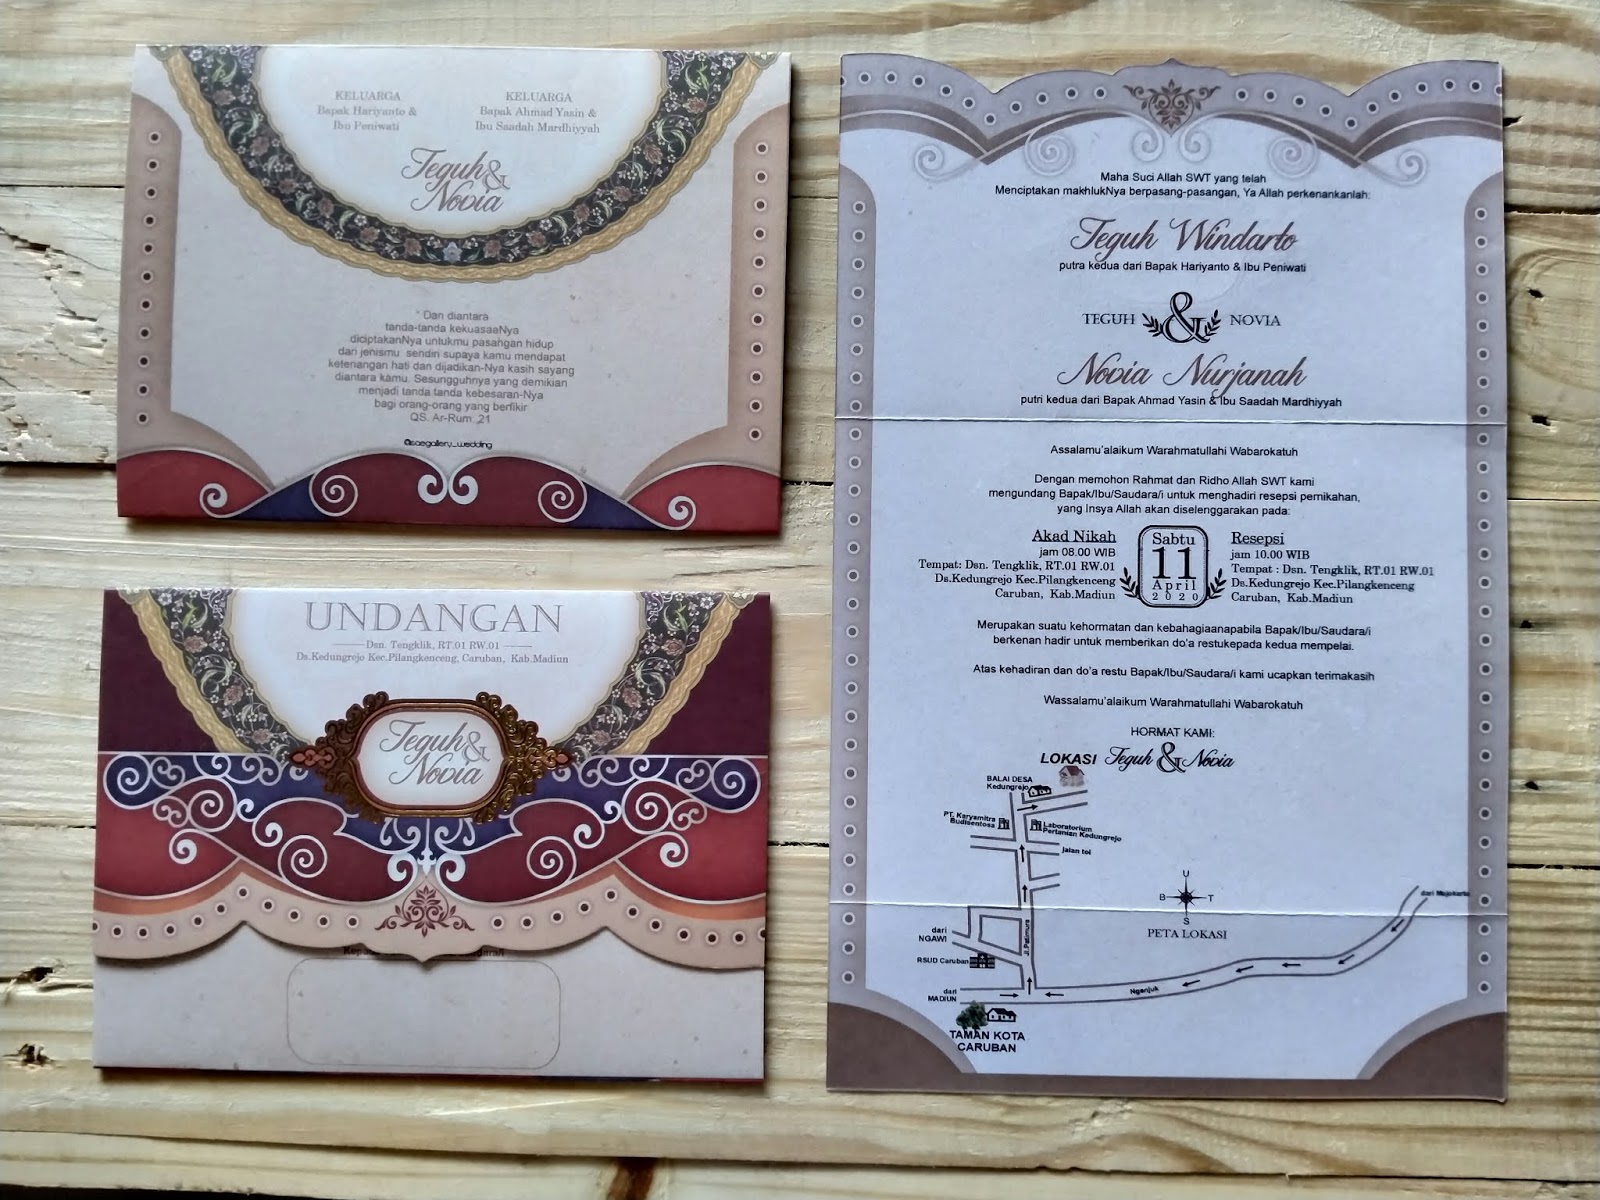 KELUARGA
Bapak Hariyanto &
Ibu Peniwati
KELUARGA
Bapak Ahmad Yasin &
Ibu Saadah Mardhiyyah
Teguh &
Novia
" Dan diantara
tanda-tanda kekuasaeNya
diciptakanNya untukmu pasangan hidup
dari jenismu sendiri supaya kamu mendapat
ketenangan hati dan dijadikan-Nya kasih sayang
diantara kamu. Sesungguhnya yang demikian
menjadi tanda tanda kebesaran-Nya
bagi orang-orang yang berfikir
QS. Ar-Rum ,21
@saegallery_wedding
UNDANGAN
Dsn. Tengklik, RT.01 RW.01
Ds.Kedungrejo Kec.Pilangkenceng, Caruban, Kab.Madiun
Teguh &
Novia
Maha Suci Allah SWT yang telah
Menciptakan makhlukNya berpasang-pasangan, Ya Allah perkenankanlah:
Teguh Windarto
putra kedua dari Bapak Hariyanto & Ibu Peniwati
TEGUH & NOVIA
Novia Nurjanah
putri kedua dari Bapak Ahmad Yasin & Ibu Saadah Mardhiyyah
Assalamu'alaikum Warahmatullahi Wabarokatuh
Dengan memohon Rahmat dan Ridho Allah SWT kami
mengundang Bapak/Ibu/Saudara/i untuk menghadiri resepsi pernikahan,
yang Insya Allah akan diselenggarakan pada:
Akad Nikah
jam 08.00 WIB
Tempat: Dsn. Tengklik, RT.01 RW.01
Ds.Kedungrejo Kec.Pilangkenceng
Caruban, Kab.Madiun
Sabtu
11
April
2020
Resepsi
jam 10.00 WIB
Tempat : Dsn. Tengklik, RT.01 RW.01
Ds.Kedungrejo Kec.Pilangkenceng
Caruban, Kab.Madiun
Merupakan suatu kehormatan dan kebahagiaanapabila Bapak/Ibu/Saudara/i
berkenan hadir untuk memberikan do'a restukepada kedua mempelai.
Atas kehadiran dan do'a restu Bapak/Ibu/Saudara/i kami ucapkan terimakasih
Wassalamu'alaikum Warahmatullahi Wabarokatuh
HORMAT KAMI:
LOKASI Teguh & Novia
BALAI DESA
Kedungrejo
PT. Karyamitra
Budisentosa
Laboratorium
Pertanian Kedungrejo
jalan tol
U
B T
S
PETA LOKASI
dari Mojokerto
Jl.Patimura
dari
NGAWI
RSUD Caruban
dari
MADIUN
Nganjuk
TAMAN KOTA
CARUBAN